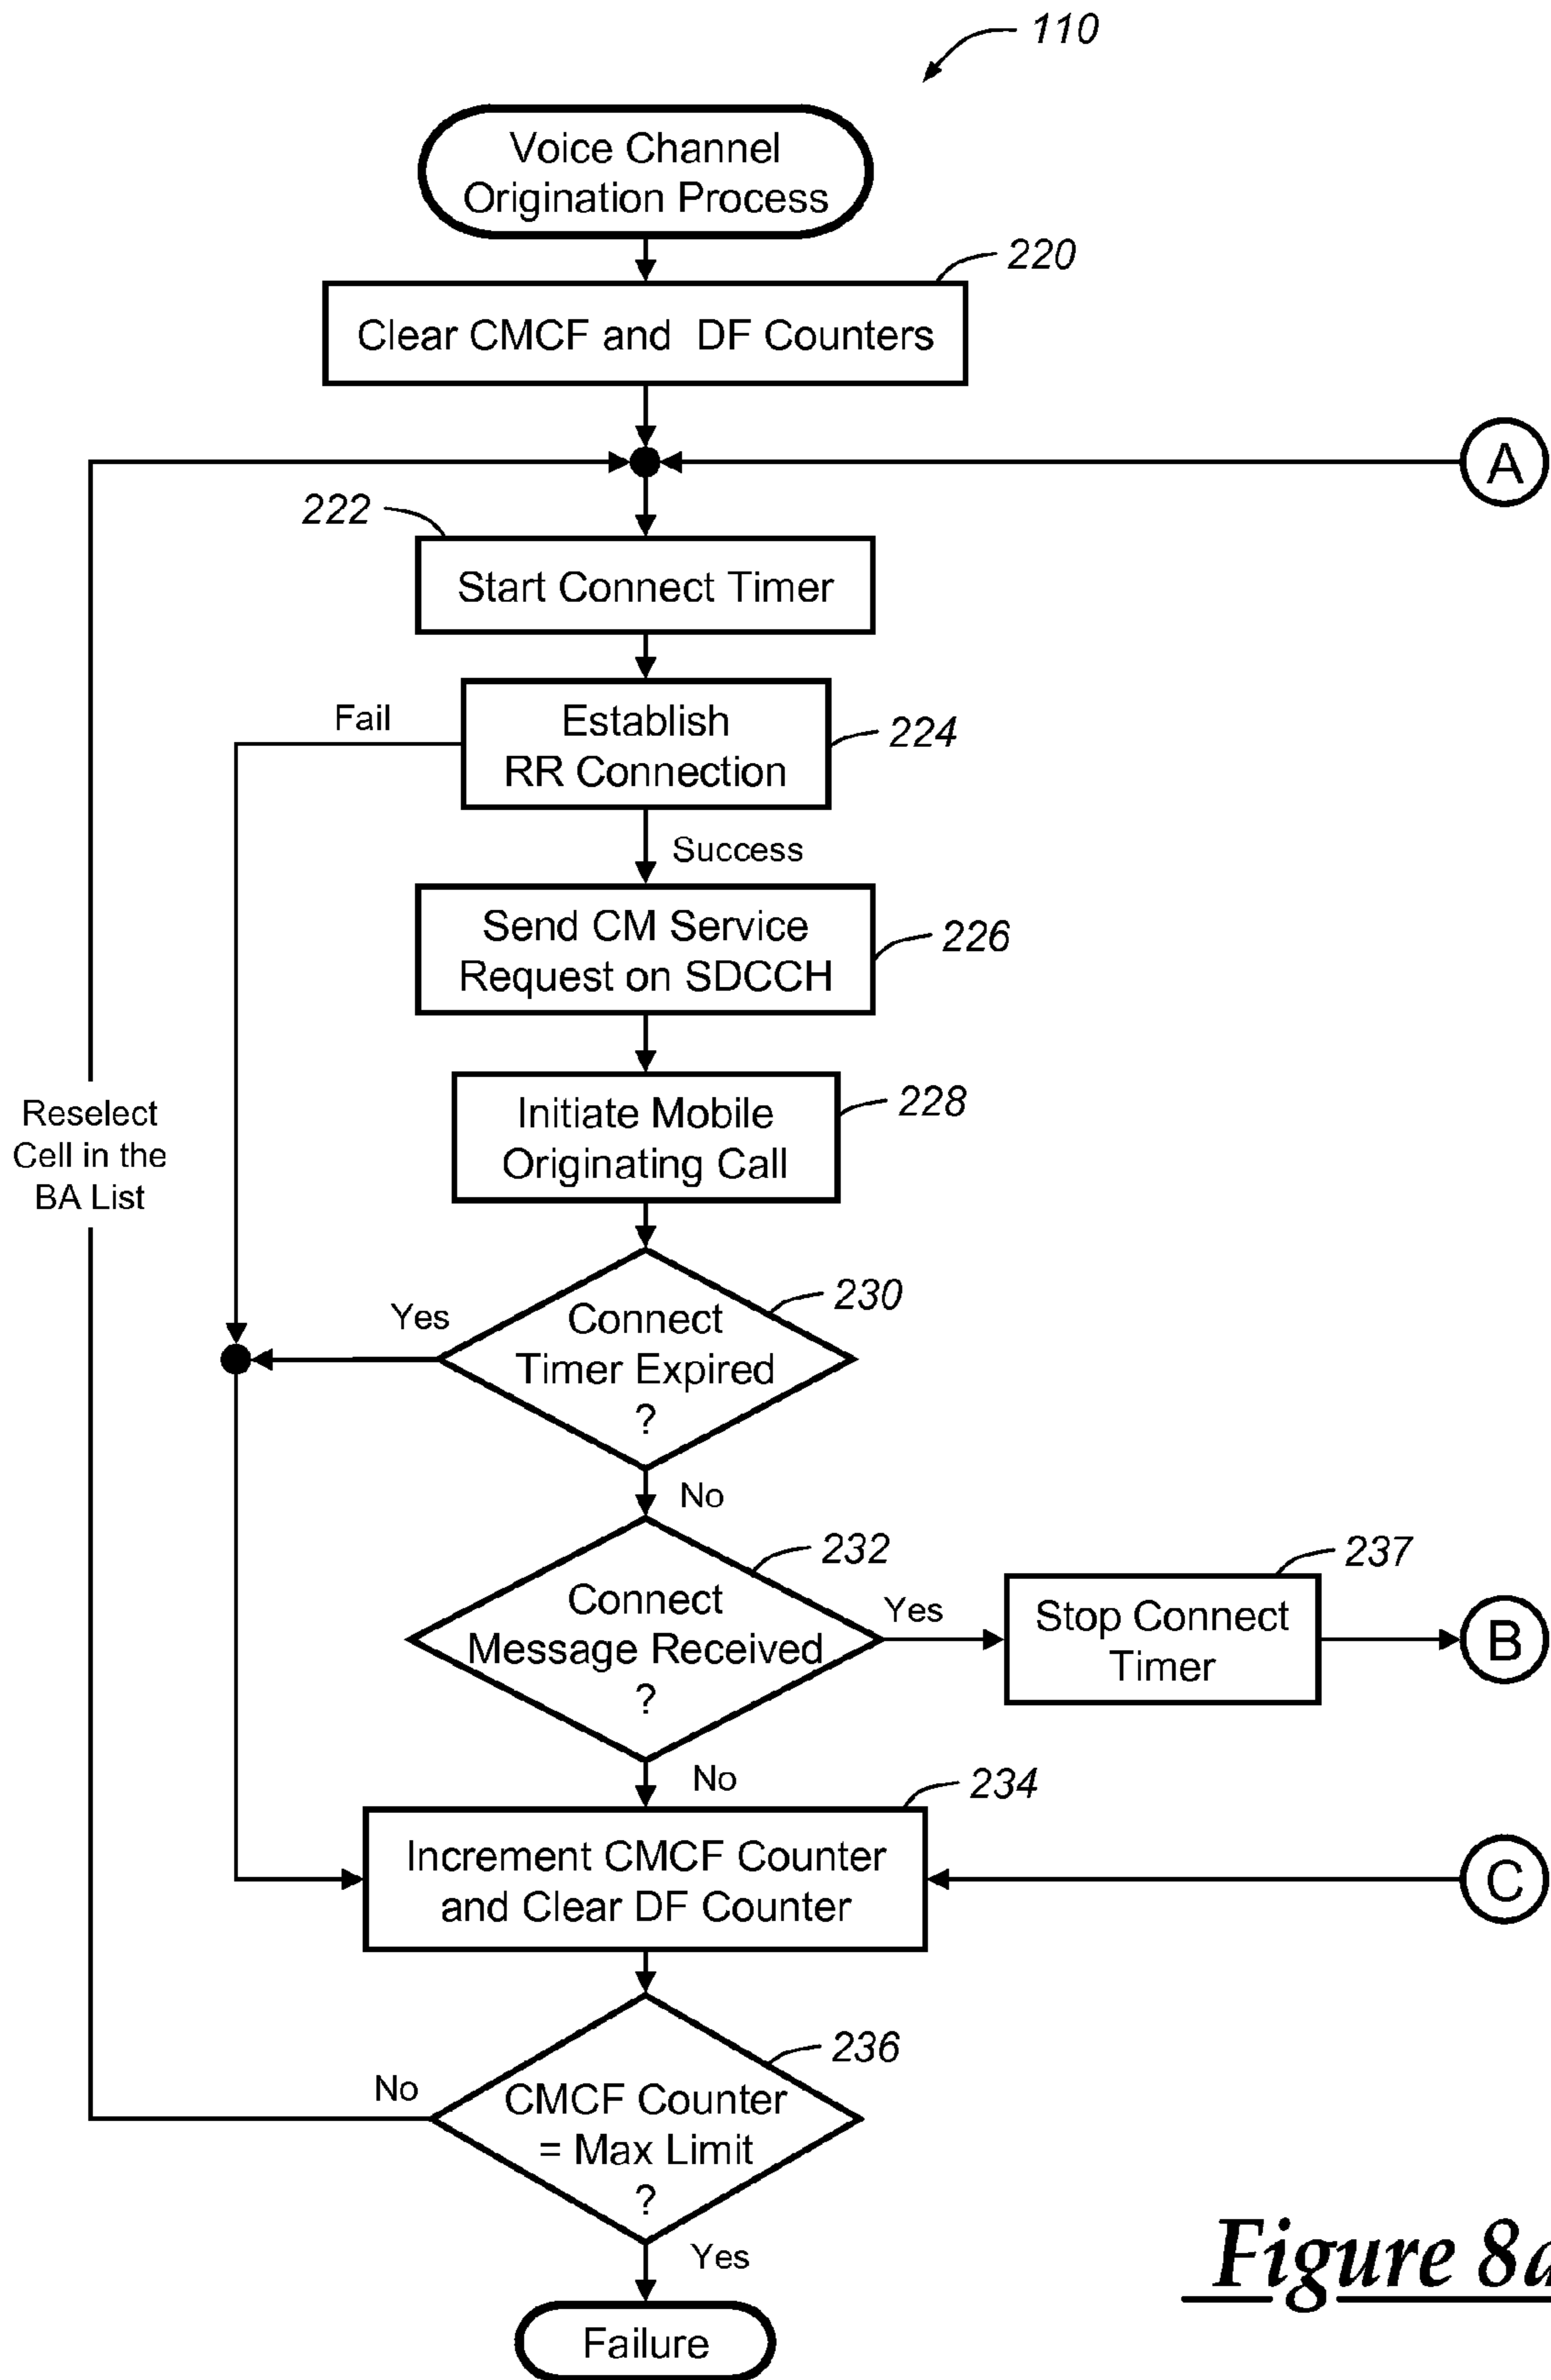 110
Voice Channel
Origination Process
220
Clear CMCF and DF Counters
A
222
Start Connect Timer
Fail
Establish
RR Connection
224
Success
Send CM Service
Request on SDCCH
226
Initiate Mobile
Originating Call
228
Reselect
Cell in the
BA List
230
Yes
Connect
Timer Expired
?
No
232
237
Connect
Message Received
?
Yes
Stop Connect
Timer
B
No
234
Increment CMCF Counter
and Clear DF Counter
C
236
No
CMCF Counter
= Max Limit
?
Yes
Failure
Figure 8a